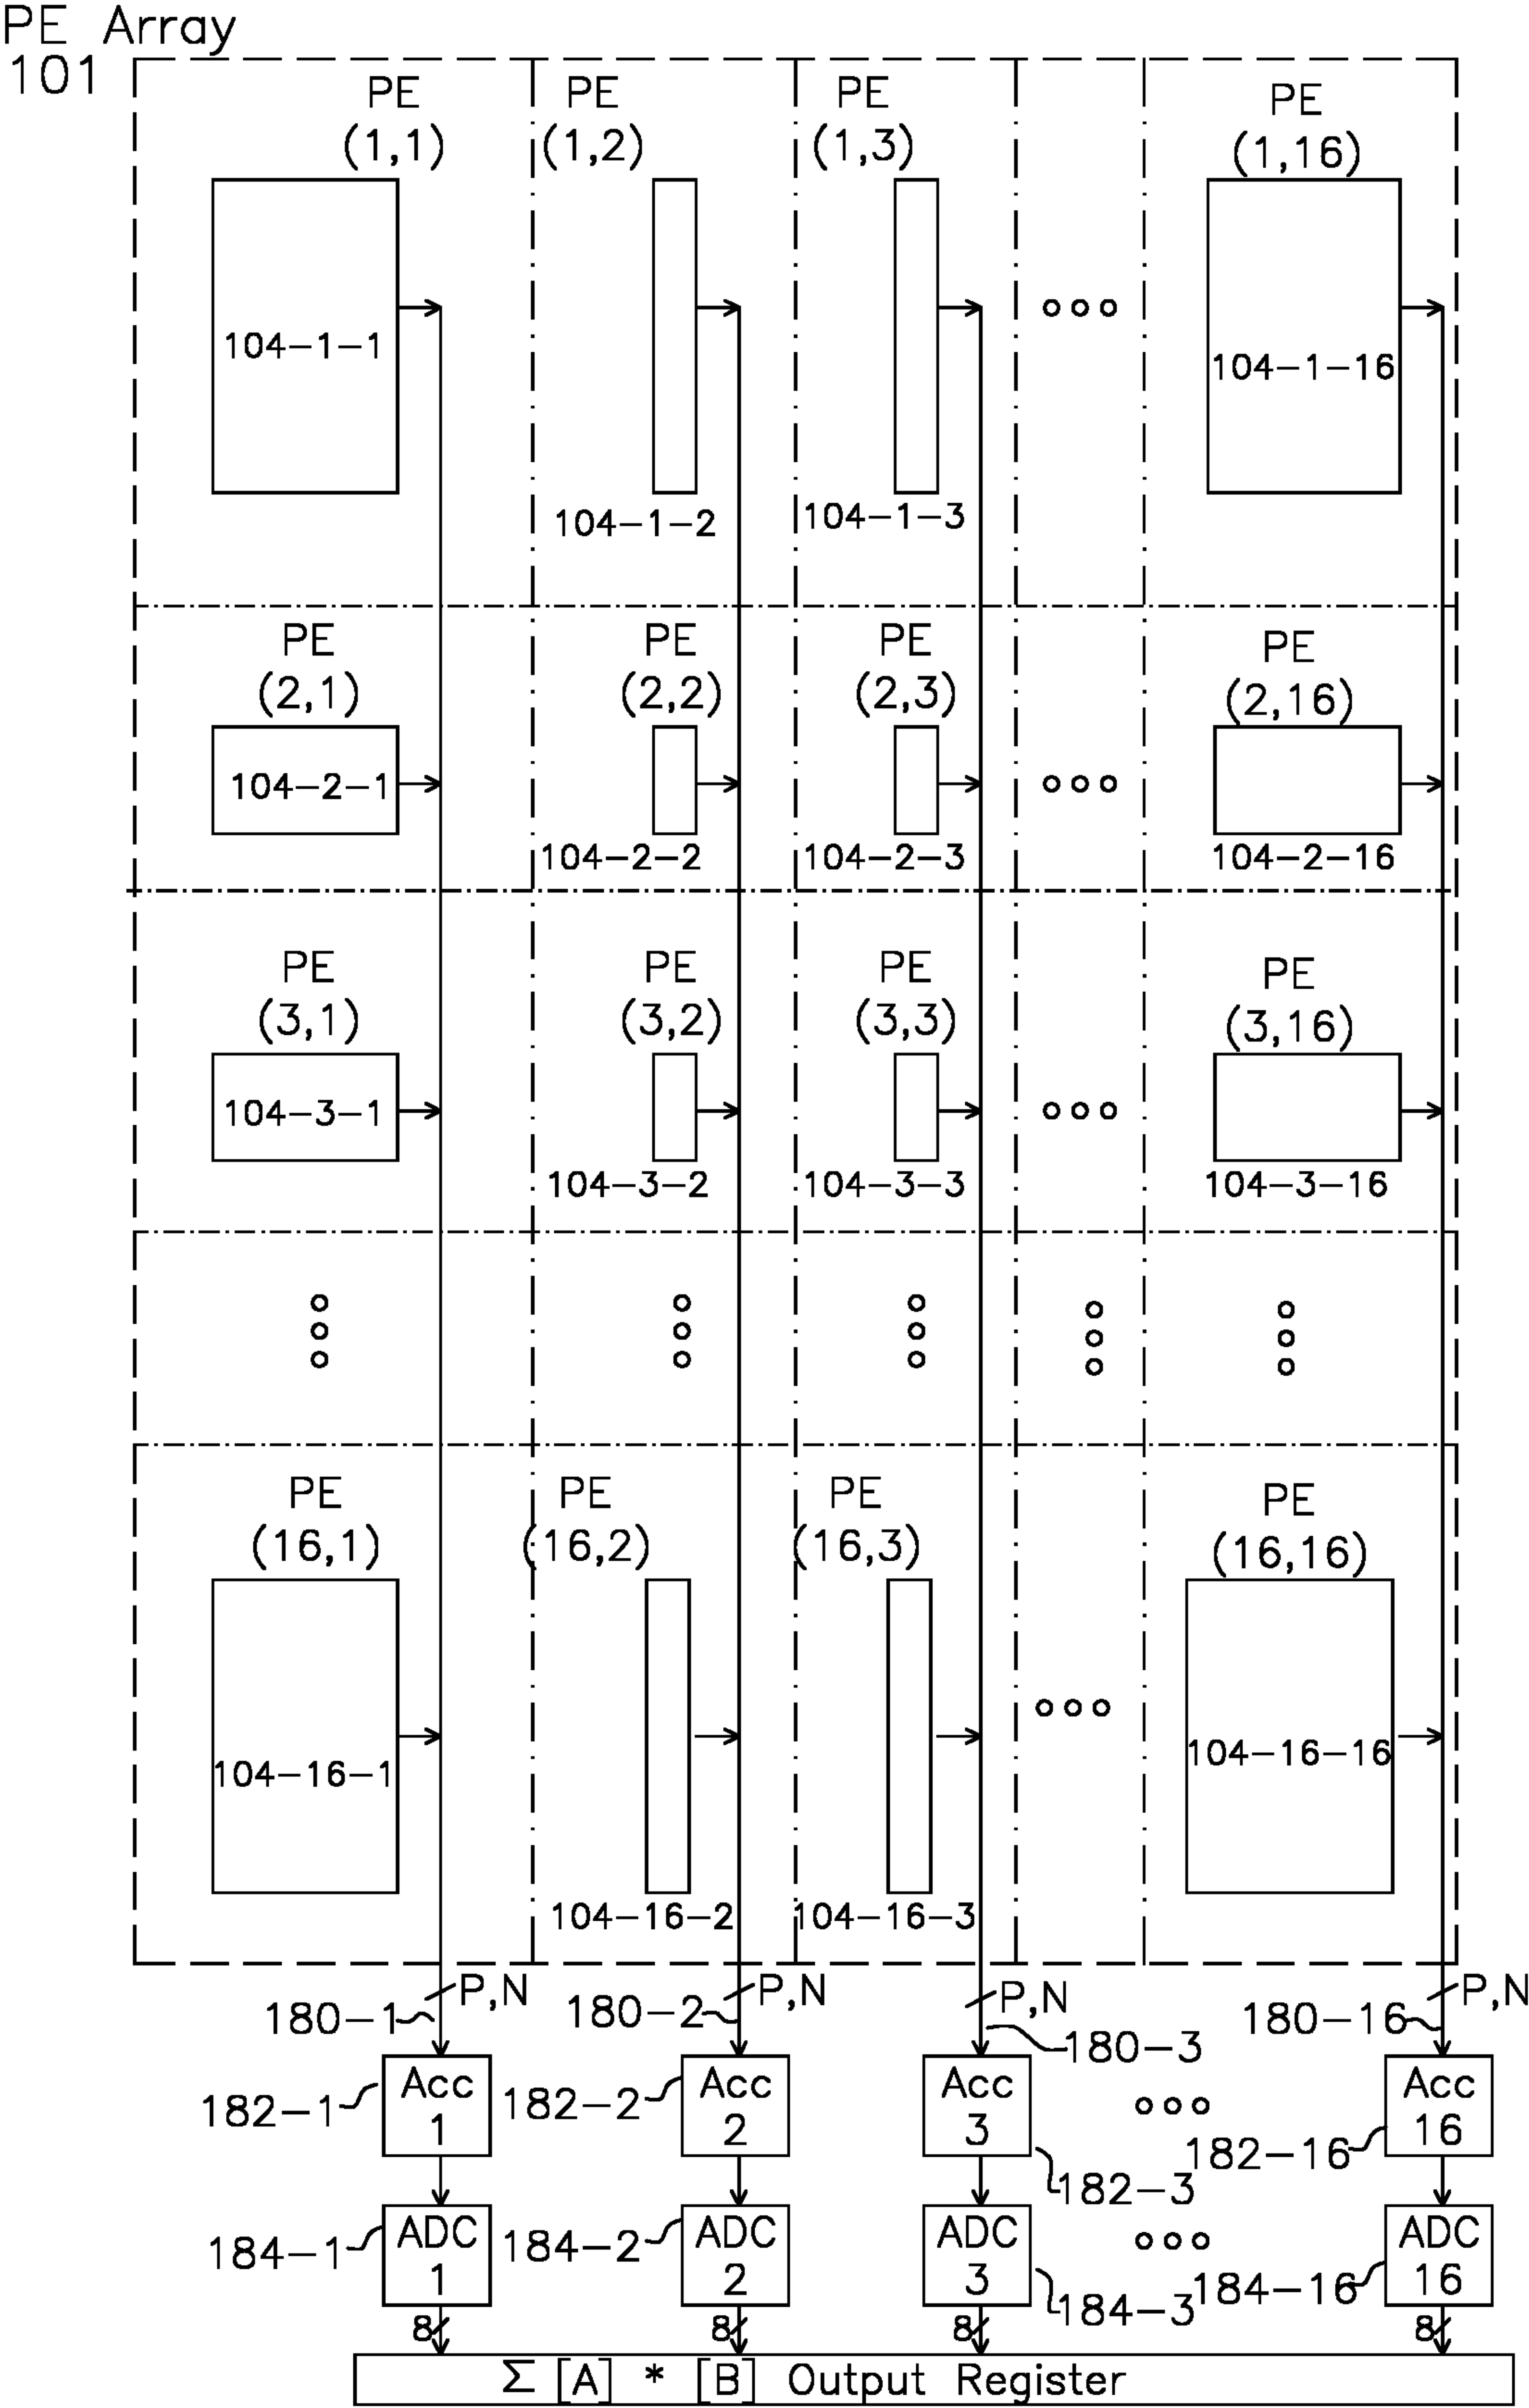 PE Array
101
PE PE PE PE
(1,1) (1,2) (1,3) (1,16)
104-1-1 104-1-16
104-1-2 104-1-3
PE PE PE PE
(2,1) (2,2) (2,3) (2,16)
104-2-1
104-2-2 104-2-3 104-2-16
PE PE PE PE
(3,1) (3,2) (3,3) (3,16)
104-3-1
104-3-2 104-3-3 104-3-16
PE PE PE PE
(16,1) (16,2) (16,3) (16,16)
104-16-1 104-16-16
104-16-2 104-16-3
P,N P,N P,N P,N
180-1 180-2 180-3 180-16
Acc Acc Acc Acc
1 2 3 16
182-1 182-2 182-3 182-16
ADC ADC ADC ADC
1 2 3 16
184-1 184-2 184-3 184-16
8 8 8 8
Σ [A] * [B] Output Register